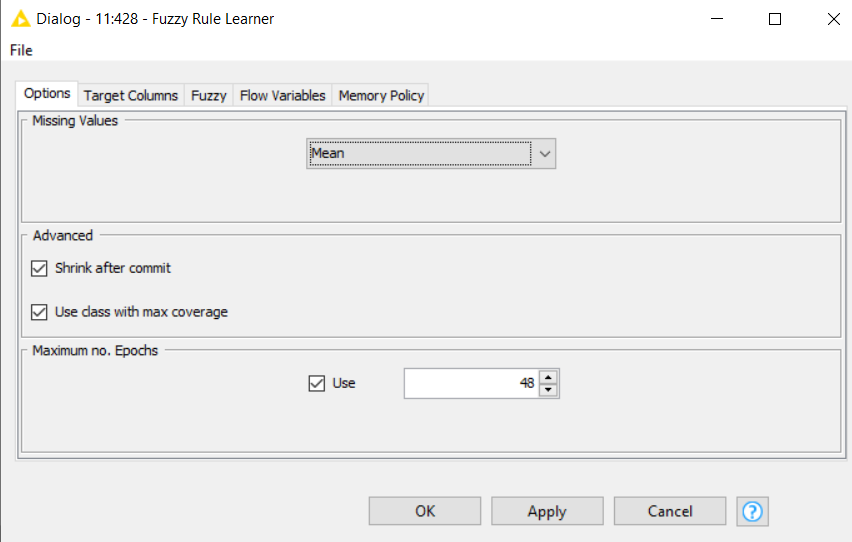 Dialog - 11:428 - Fuzzy Rule Learner
File
Options Target Columns Fuzzy Flow Variables Memory Policy
Missing Values
Mean
Advanced
Shrink after commit
Use class with max coverage
Maximum no. Epochs
Use 48
OK Apply Cancel ?